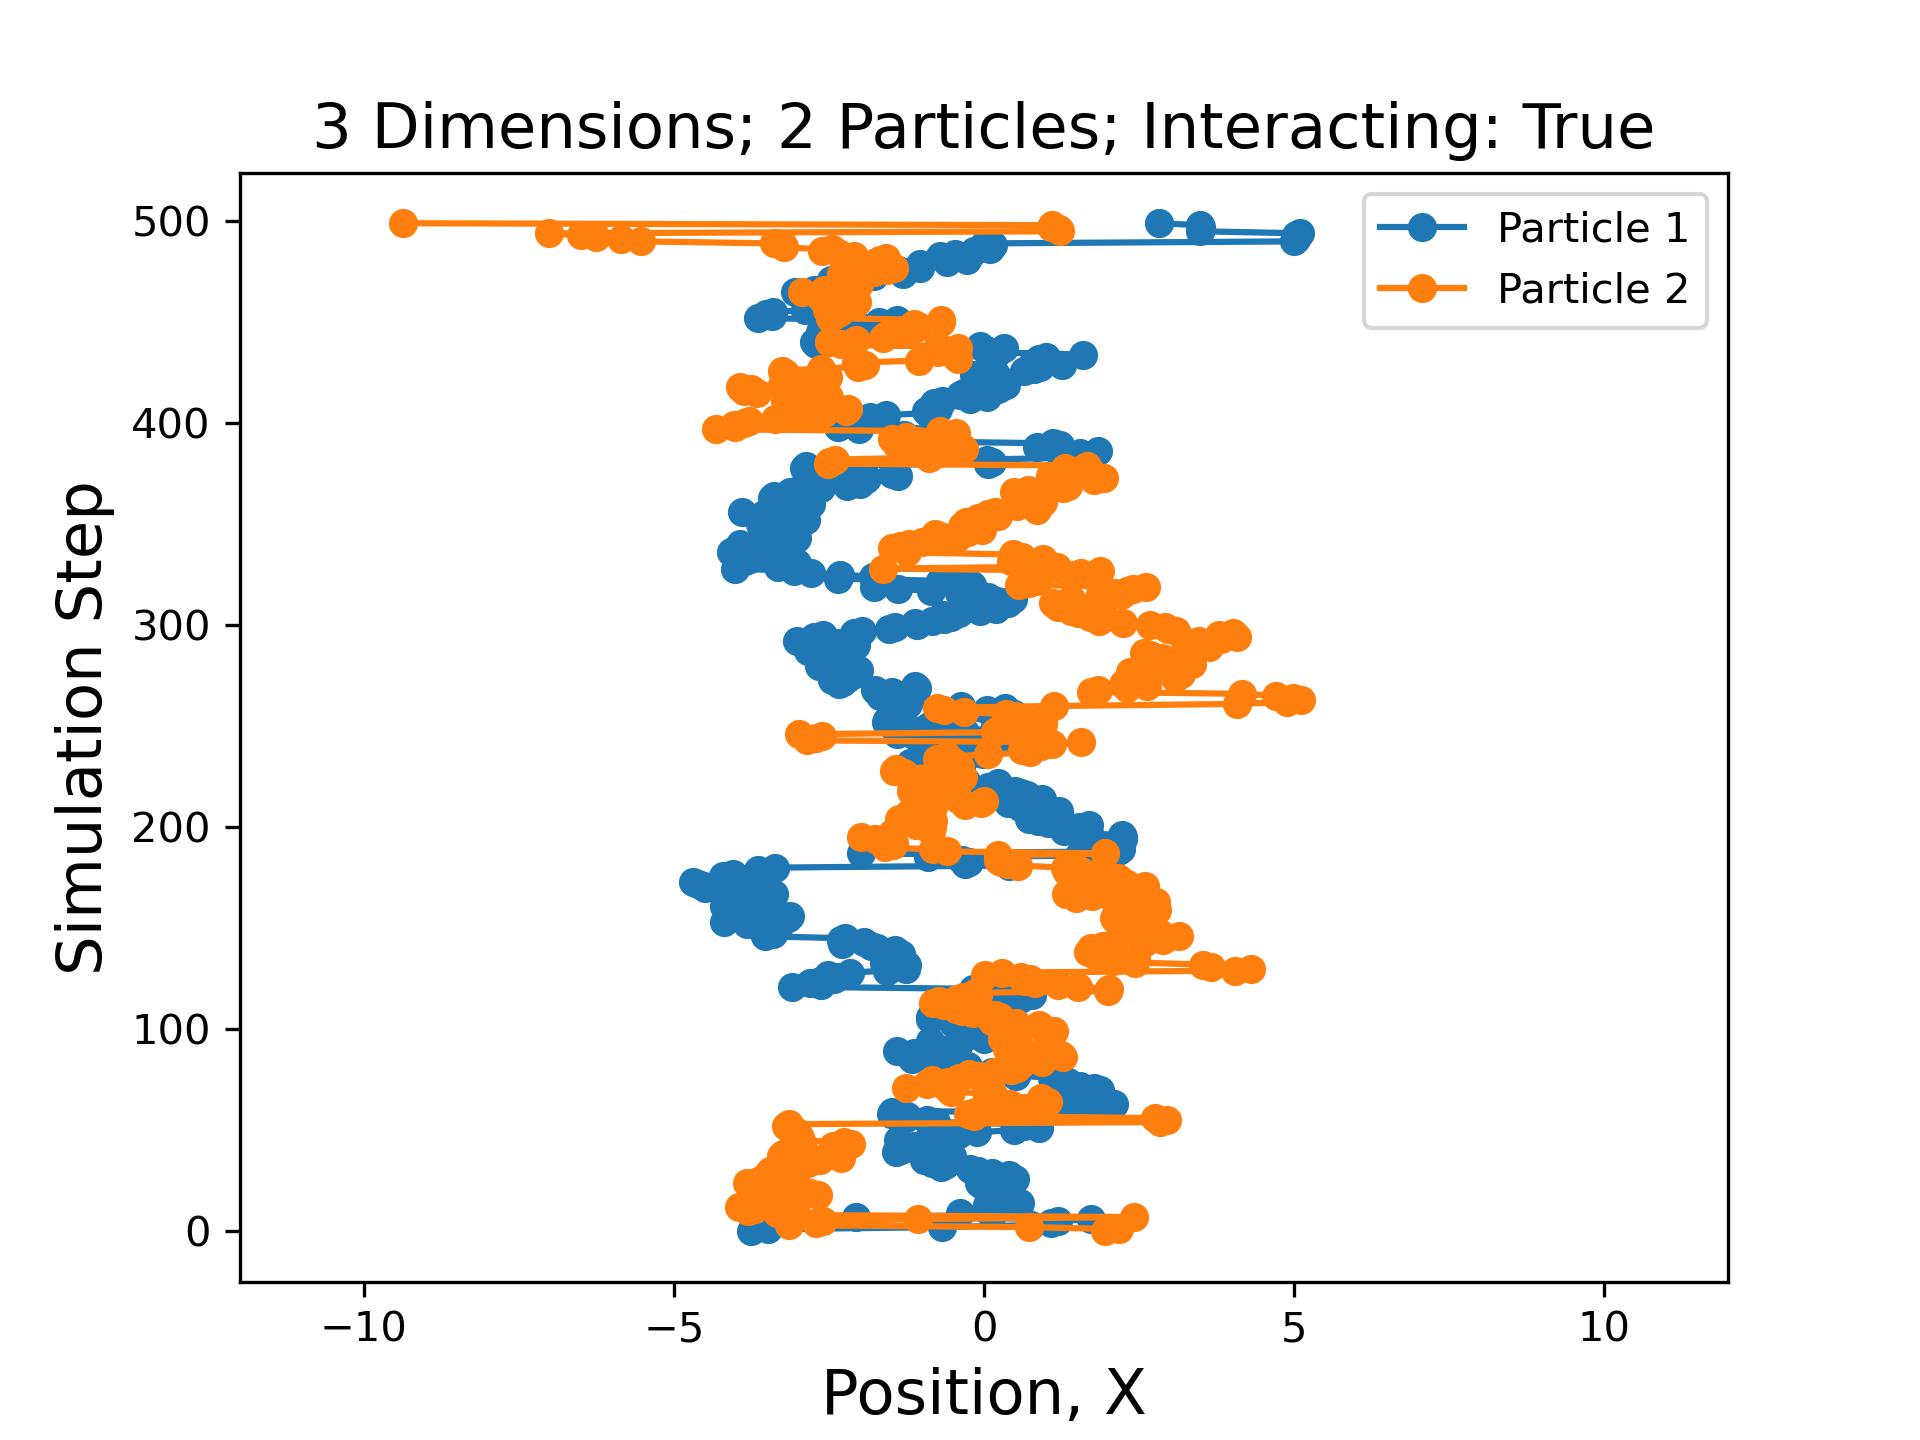 3 Dimensions; 2 Particles; Interacting: True
Particle 1
Particle 2
500
400
300
200
100
0
Simulation Step
−10
−5
0
5
10
Position, X